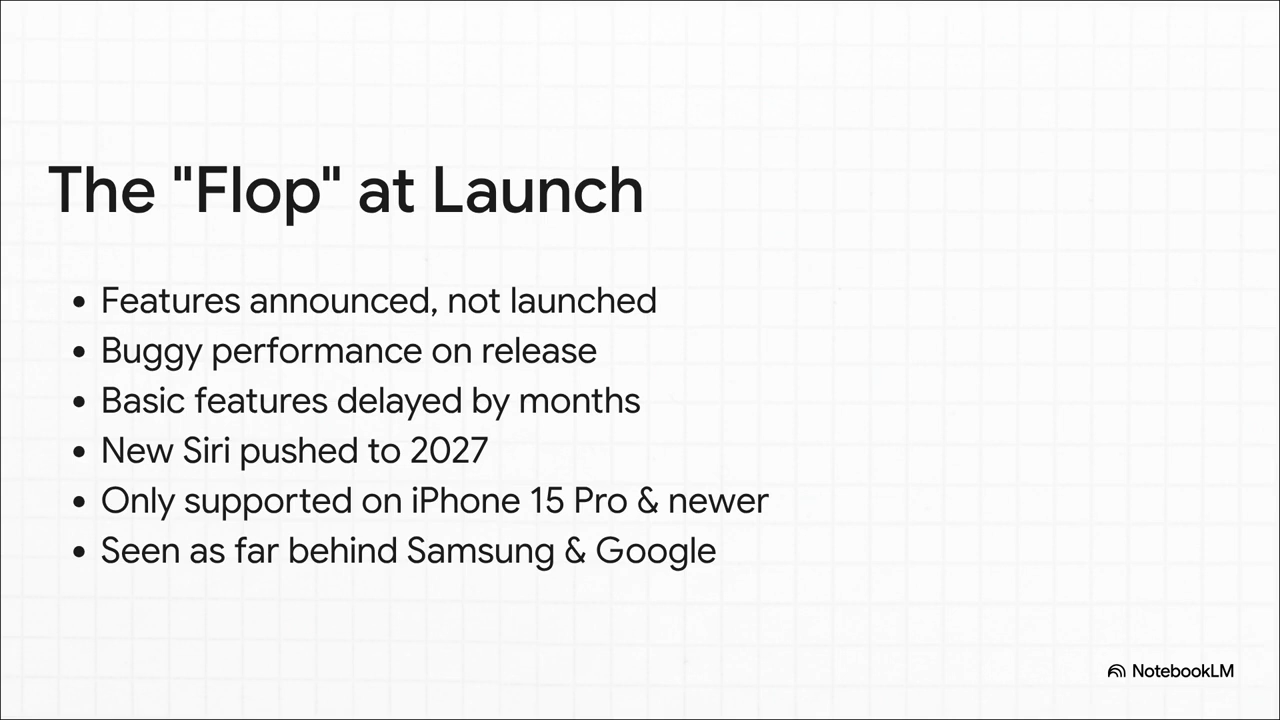 The "Flop" at Launch
• Features announced, not launched
• Buggy performance on release
• Basic features delayed by months
• New Siri pushed to 2027
• Only supported on iPhone 15 Pro & newer
• Seen as far behind Samsung & Google
NotebookLM